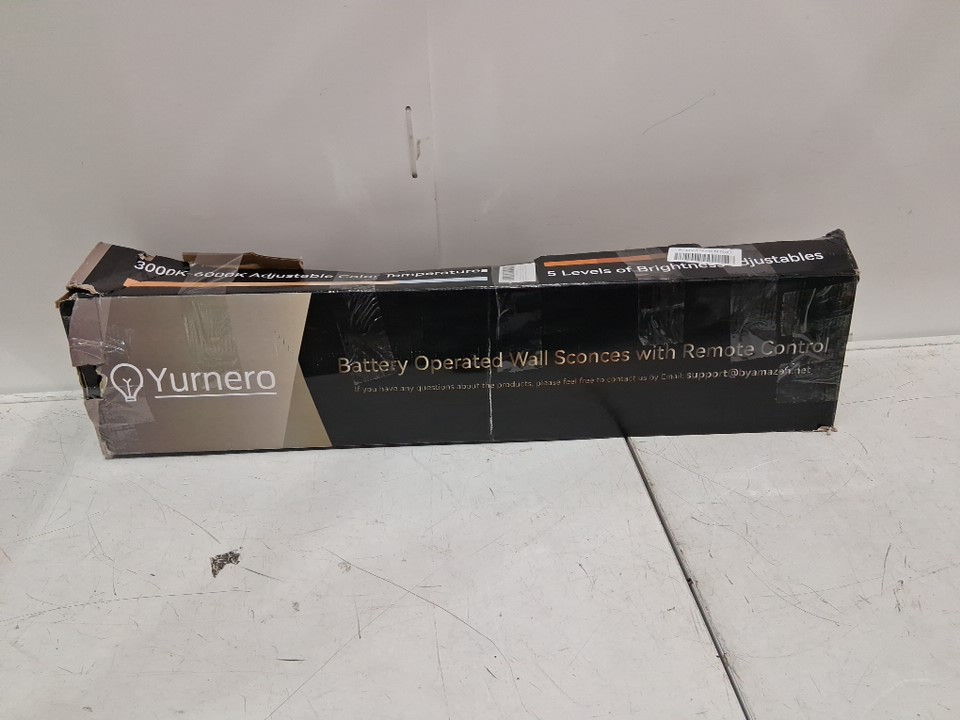 3000K-6000K Adjustable Color Temperature
5 Levels of Brightness Adjustables
Yurnero
Battery Operated Wall Sconces with Remote Control
If you have any questions about the products, please feel free to contact us by Email: support@byamazeh.net